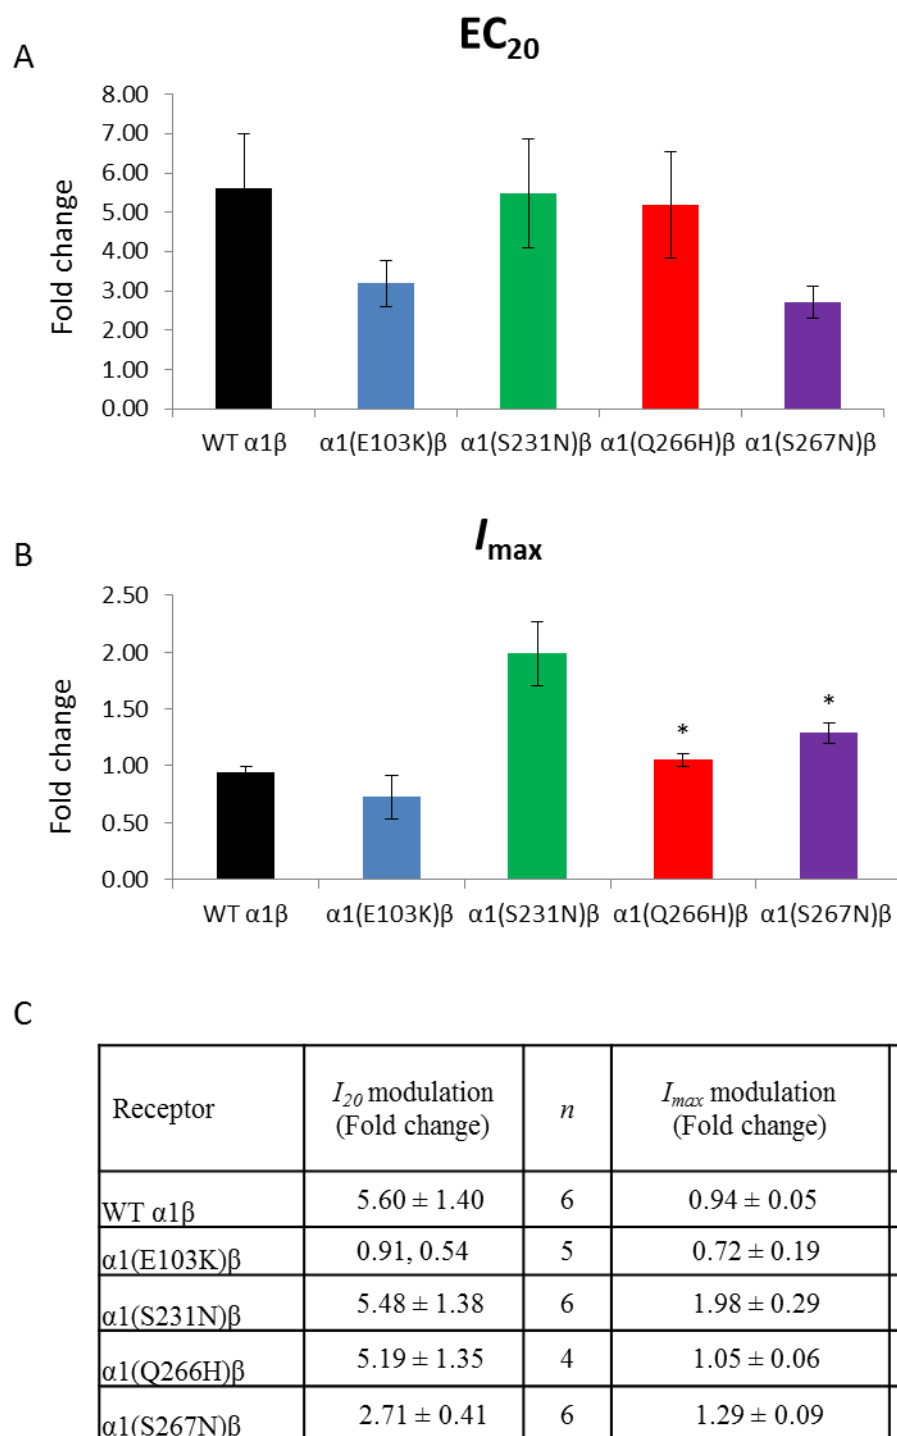 A
EC20
Fold change
8.00
7.00
6.00
5.00
4.00
3.00
2.00
1.00
0.00
WT α1β α1(E103K)β α1(S231N)β α1(Q266H)β α1(S267N)β
B
Imax
Fold change
2.50
2.00
1.50
1.00
0.50
0.00
* *
WT α1β α1(E103K)β α1(S231N)β α1(Q266H)β α1(S267N)β
C
Receptor I20 modulation (Fold change) n Imax modulation (Fold change)
WT α1β 5.60 ± 1.40 6 0.94 ± 0.05
α1(E103K)β 0.91, 0.54 5 0.72 ± 0.19
α1(S231N)β 5.48 ± 1.38 6 1.98 ± 0.29
α1(Q266H)β 5.19 ± 1.35 4 1.05 ± 0.06
α1(S267N)β 2.71 ± 0.41 6 1.29 ± 0.09